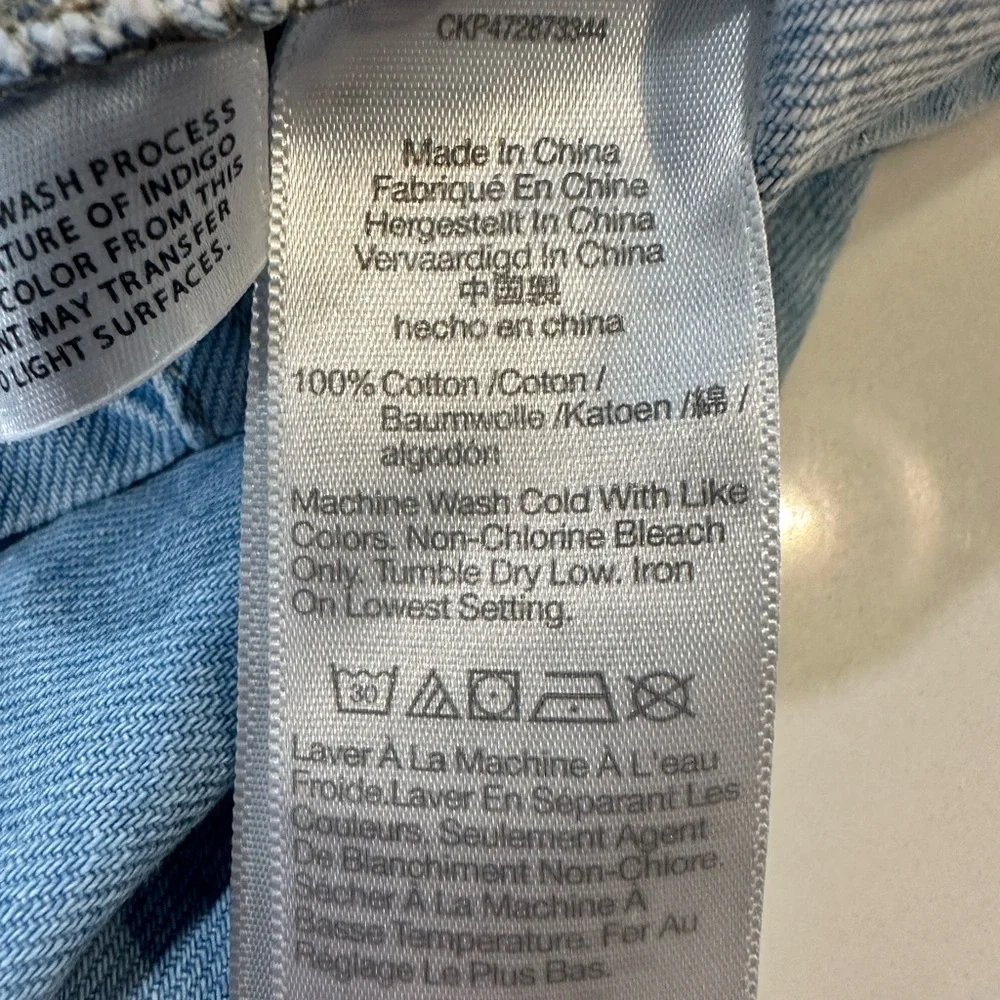 WASH PROCESS
TURE OF INDIGO
COLOR FROM THIS
NT MAY TRANSFER
O LIGHT SURFACES.
CKP472873344
Made In China
Fabriqué En Chine
Hergestellt In China
Vervaardigd In China
中國製
hecho en china
100% Cotton /Coton /
Baumwolle /Katoen /綿 /
algodón
Machine Wash Cold With Like
Colors. Non-Chlorine Bleach
Only. Tumble Dry Low. Iron
On Lowest Setting.
30
Laver À La Machine À L'eau
Froide.Laver En Separant Les
Couleurs. Seulement Agent
De Blanchiment Non-Chlore.
Sécher À La Machine À
Basse Temperature. Fer Au
Reglage Le Plus Bas.